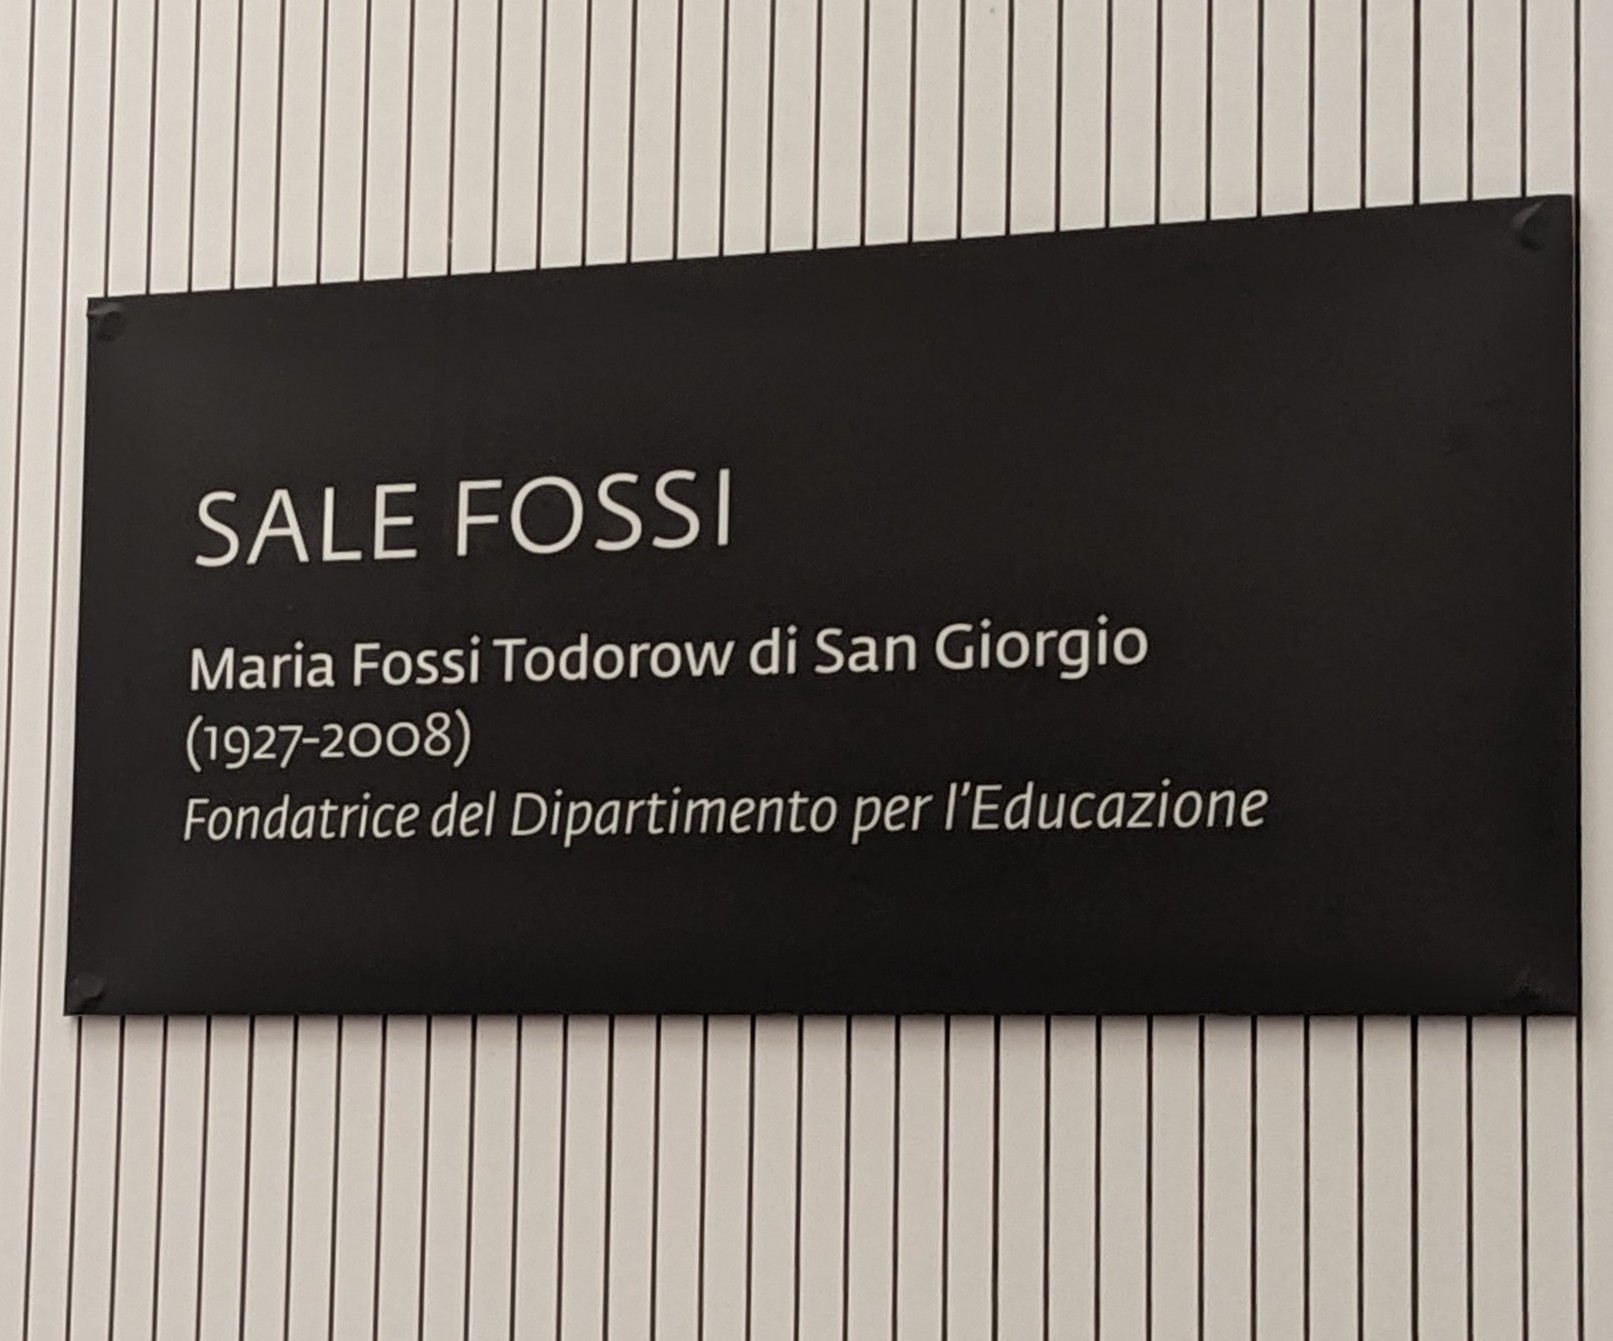 SALE FOSSI
Maria Fossi Todorow di San Giorgio
(1927-2008)
Fondatrice del Dipartimento per l'Educazione